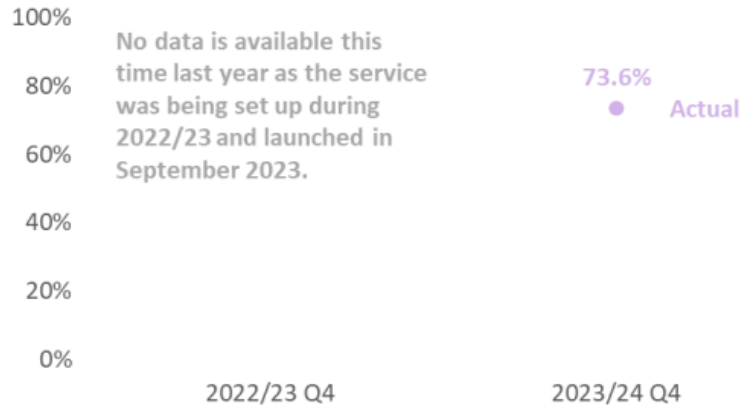 100%
No data is available this
time last year as the service
was being set up during
2022/23 and launched in
September 2023.
80%
73.6%
Actual
60%
40%
20%
0%
2022/23 Q4
2023/24 Q4